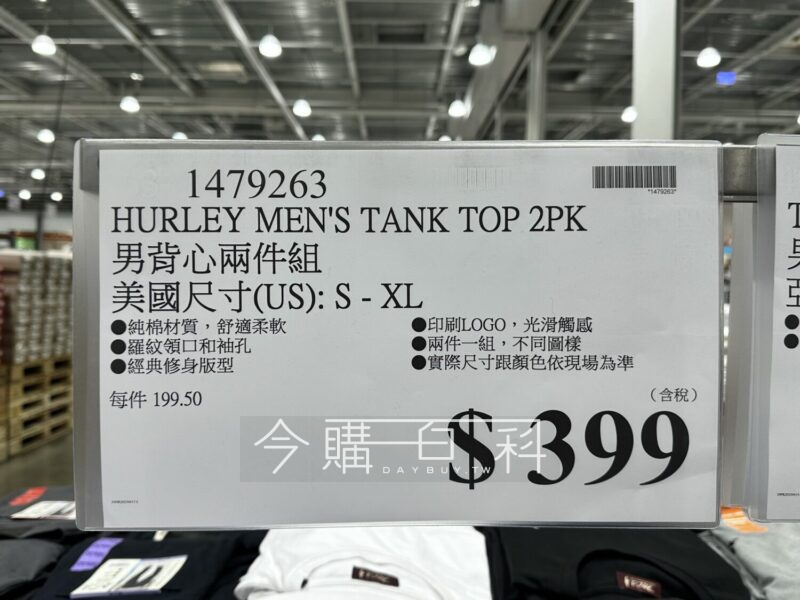 1479263
*1479263*
HURLEY MEN'S TANK TOP 2PK
男背心兩件組
美國尺寸(US): S - XL
●純棉材質，舒適柔軟
●羅紋領口和袖孔
●經典修身版型
●印刷LOGO，光滑觸感
●兩件一組，不同圖樣
●實際尺寸跟顏色依現場為準
每件 199.50
（含稅）
$ 399
今購百科
DAYBUY.TW